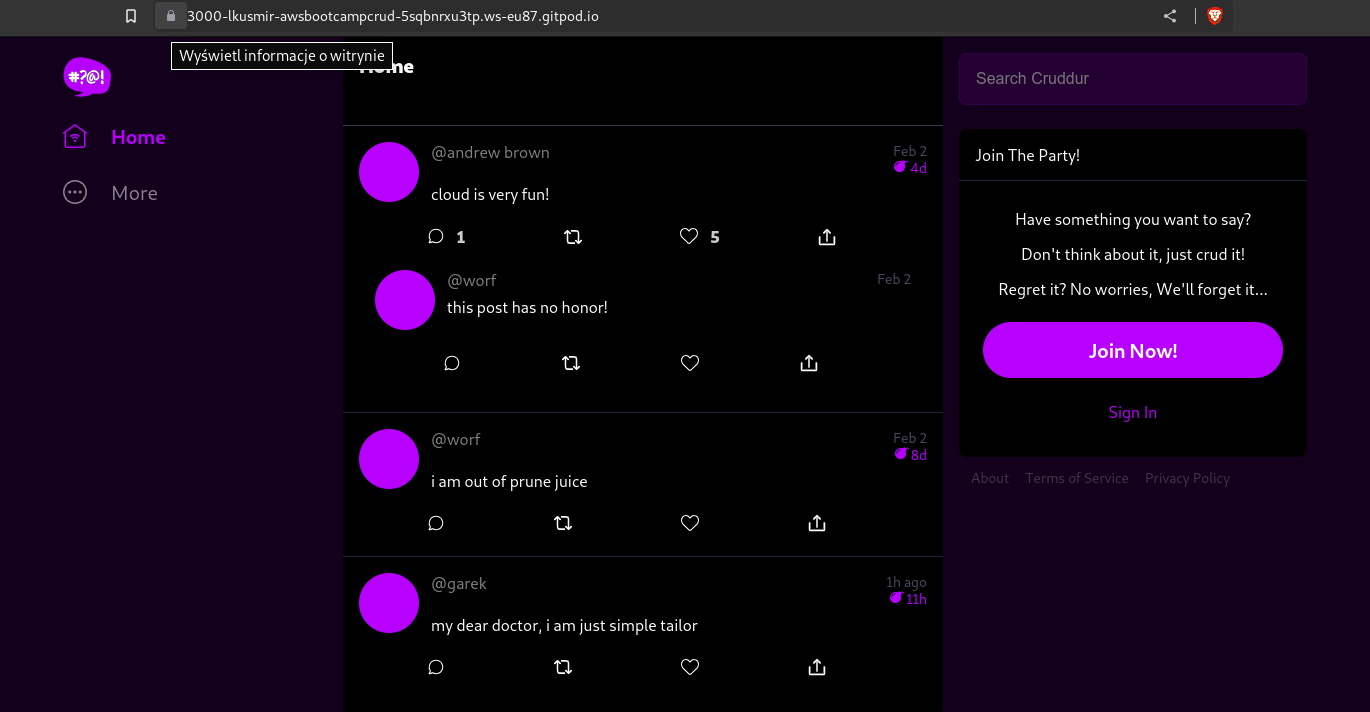 3000-lkusmir-awsbootcampcrud-5sqbnrxu3tp.ws-eu87.gitpod.io
Wyświetl informacje o witrynie
#?@!
Home
More
Home
@andrew brown
Feb 2
4d
cloud is very fun!
1
5
@worf
Feb 2
this post has no honor!
@worf
Feb 2
8d
i am out of prune juice
@garek
1h ago
11h
my dear doctor, i am just simple tailor
Search Cruddur
Join The Party!
Have something you want to say?
Don't think about it, just crud it!
Regret it? No worries, We'll forget it...
Join Now!
Sign In
About Terms of Service Privacy Policy